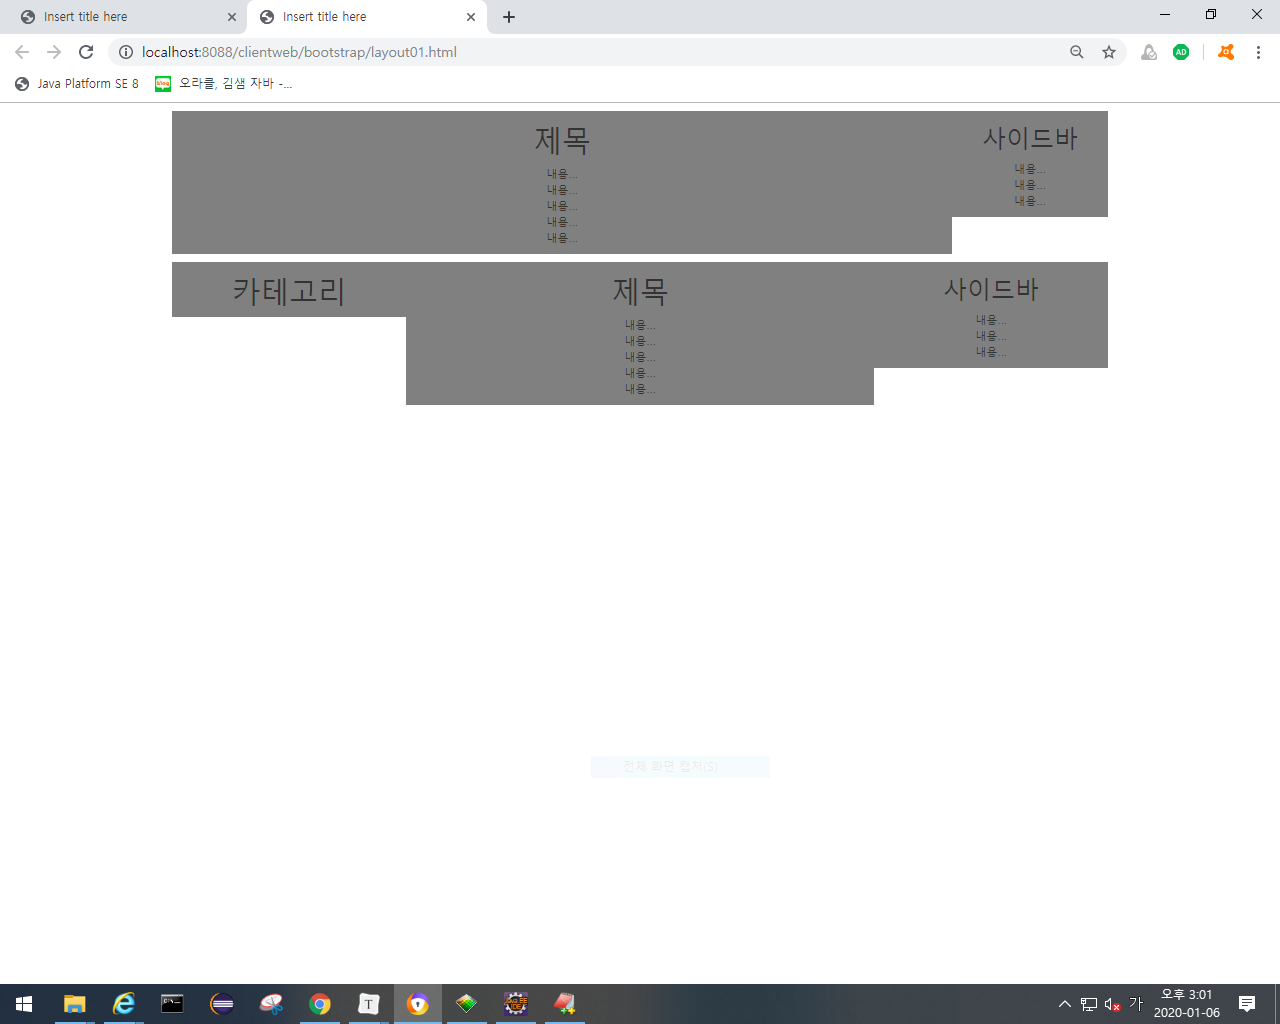 Insert title here
Insert title here
localhost:8088/clientweb/bootstrap/layout01.html
AD
Java Platform SE 8
blog
오라클, 김샘 자바 -...
제목
내용...
내용...
내용...
내용...
내용...
사이드바
내용...
내용...
내용...
카테고리
제목
내용...
내용...
내용...
내용...
내용...
사이드바
내용...
내용...
내용...
전체 화면 캡처(S)
T
가
오후 3:01
2020-01-06